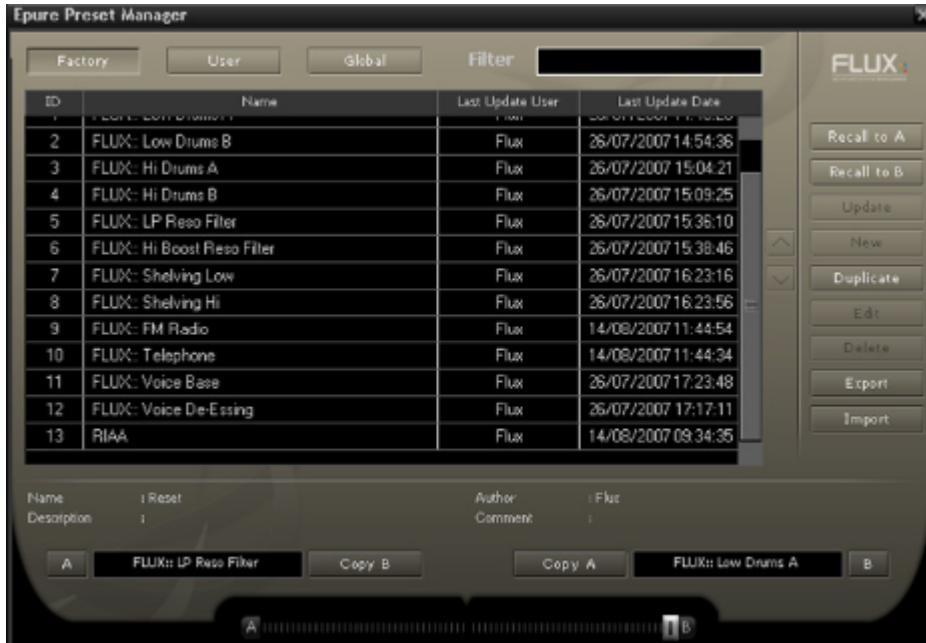 Epure Preset Manager
Factory User Global Filter
FLUX::
ID Name Last Update User Last Update Date
2 FLUX:: Low Drums B Flux 26/07/2007 14:54:36
3 FLUX:: Hi Drums A Flux 26/07/2007 15:04:21
4 FLUX:: Hi Drums B Flux 26/07/2007 15:09:25
5 FLUX:: LP Reso Filter Flux 26/07/2007 15:36:10
6 FLUX:: Hi Boost Reso Filter Flux 26/07/2007 15:38:46
7 FLUX:: Shelving Low Flux 26/07/2007 16:23:16
8 FLUX:: Shelving Hi Flux 26/07/2007 16:23:56
9 FLUX:: FM Radio Flux 14/08/2007 11:44:54
10 FLUX:: Telephone Flux 14/08/2007 11:44:34
11 FLUX:: Voice Base Flux 26/07/2007 17:23:48
12 FLUX:: Voice De-Essing Flux 26/07/2007 17:17:11
13 RIAA Flux 14/08/2007 09:34:35
Recall to A
Recall to B
Update
New
Duplicate
Edit
Delete
Export
Import
Name : Reset Author : Flux
Description : Comment :
A FLUX:: LP Reso Filter Copy B Copy A FLUX:: Low Drums A B
A B